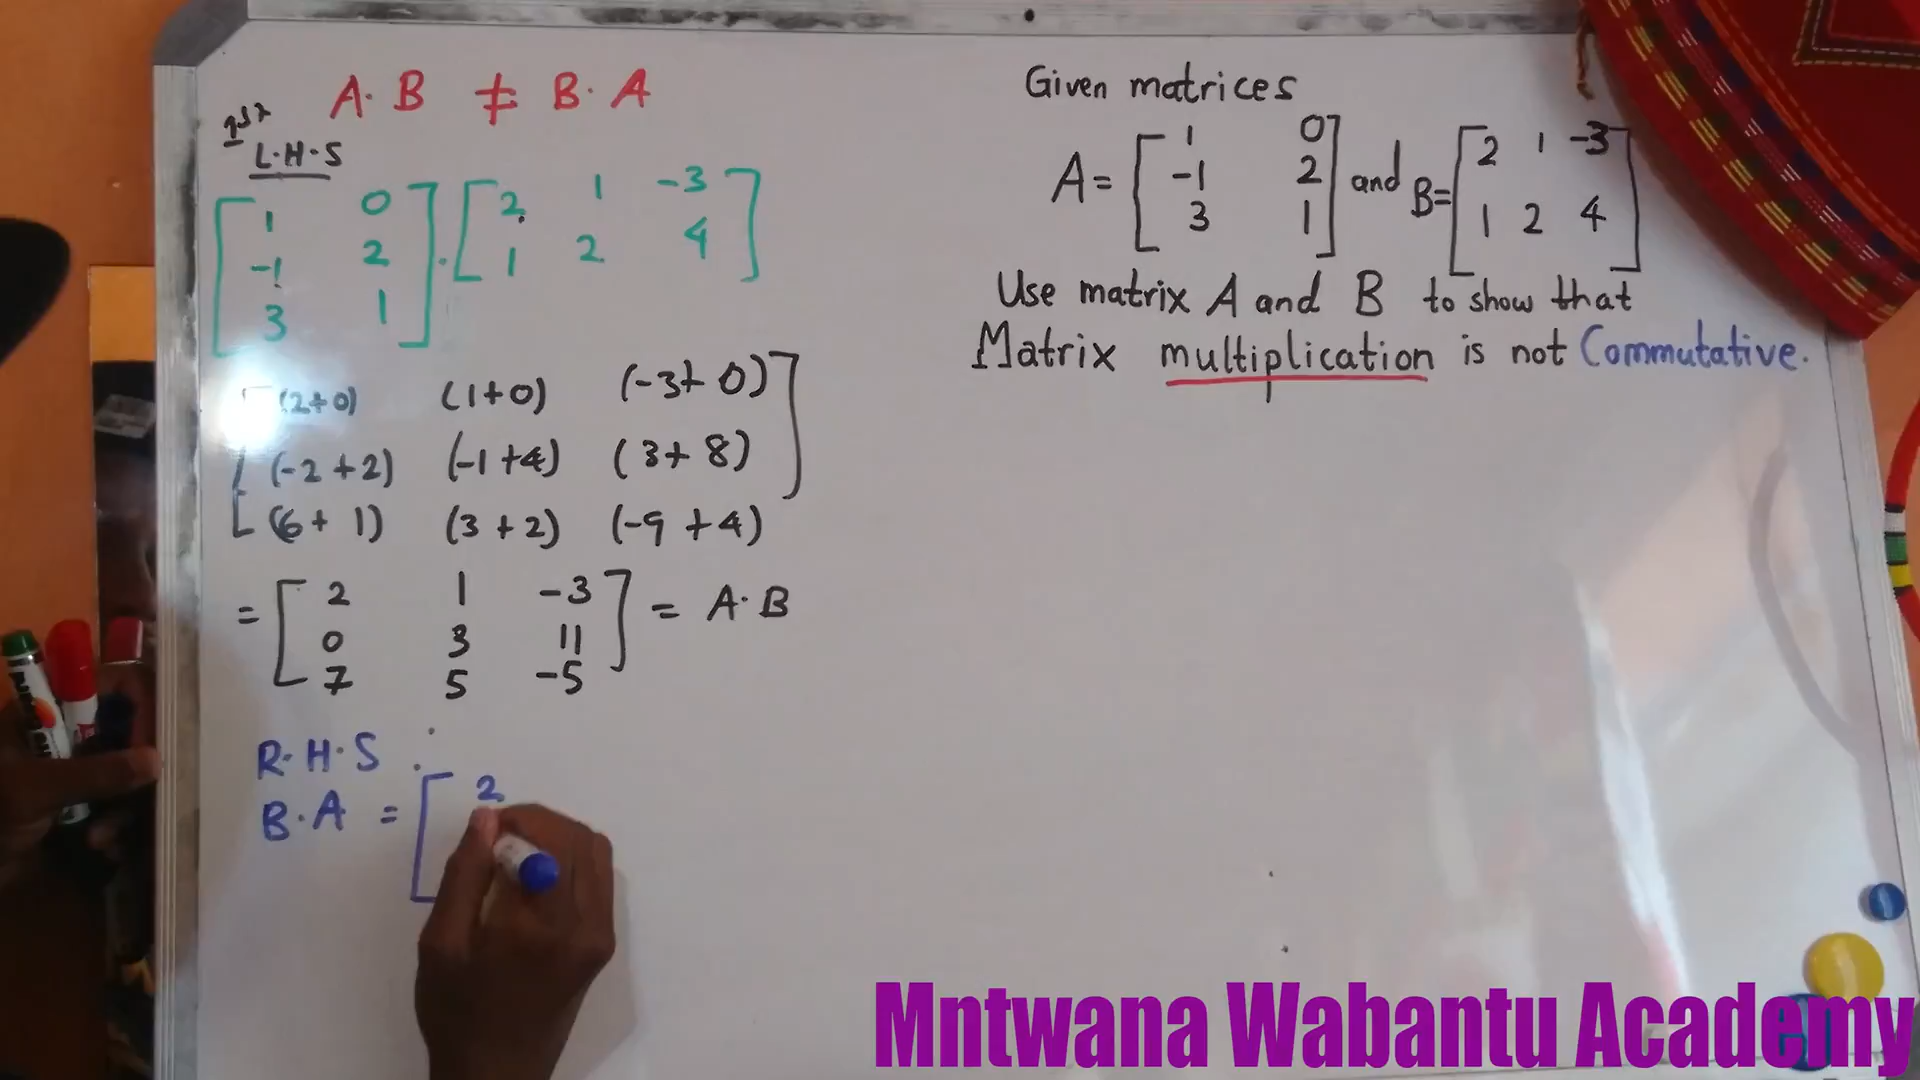 A. B ≠ B. A
L.H.S
[1 0] . [2 1 -3]
[-1 2] [1 2 4]
[3 1]
[(2+0) (1+0) (-3+0)]
[(-2+2) (-1+4) (3+8)]
[(6+1) (3+2) (-9+4)]
= [2 1 -3] = A. B
[0 3 11]
[7 5 -5]
R.H.S :
B.A = [2
Given matrices
A= [1 0] and B= [2 1 -3]
[-1 2] [1 2 4]
[3 1]
Use matrix A and B to show that
Matrix multiplication is not Commutative.
Mntwana Wabantu Academy